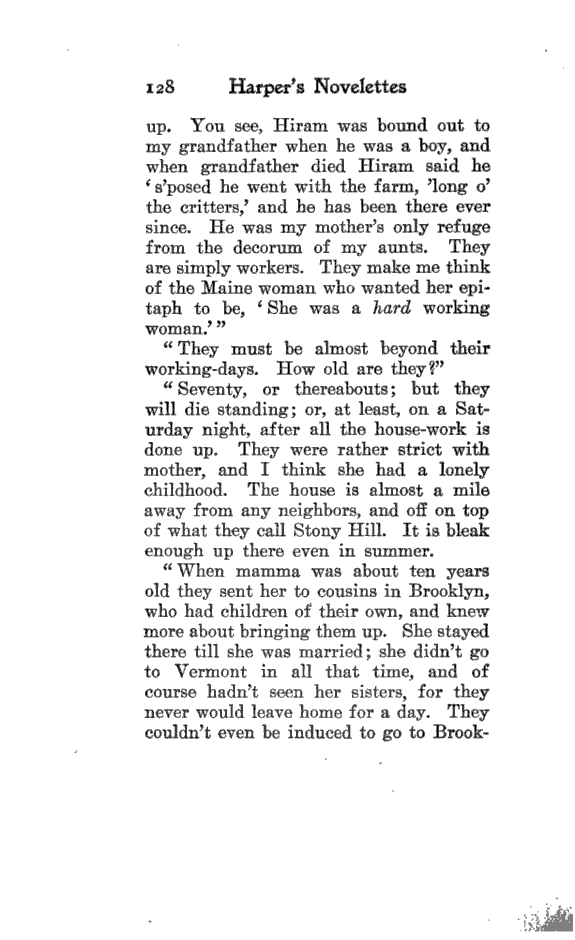 128 Harper's Novelettes
up. You see, Hiram was bound out to
my grandfather when he was a boy, and
when grandfather died Hiram said he
‘s’posed he went with the farm, ’long o’
the critters,’ and he has been there ever
since. He was my mother’s only refuge
from the decorum of my aunts. They
are simply workers. They make me think
of the Maine woman who wanted her epi-
taph to be, ‘She was a hard working
woman.’”
“They must be almost beyond their
working-days. How old are they?”
“Seventy, or thereabouts; but they
will die standing; or, at least, on a Sat-
urday night, after all the house-work is
done up. They were rather strict with
mother, and I think she had a lonely
childhood. The house is almost a mile
away from any neighbors, and off on top
of what they call Stony Hill. It is bleak
enough up there even in summer.
“When mamma was about ten years
old they sent her to cousins in Brooklyn,
who had children of their own, and knew
more about bringing them up. She stayed
there till she was married; she didn’t go
to Vermont in all that time, and of
course hadn’t seen her sisters, for they
never would leave home for a day. They
couldn’t even be induced to go to Brook-